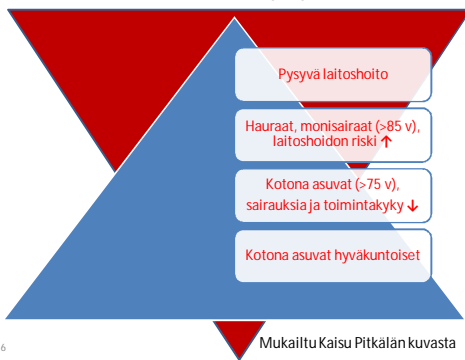 Pysyvä laitoshoito
Hauraat, monisairaat (>85 v),
laitoshoidon riski ↑
Kotona asuvat (>75 v),
sairauksia ja toimintakyky ↓
Kotona asuvat hyväkuntoiset
6
Mukailtu Kaisu Pitkälän kuvasta